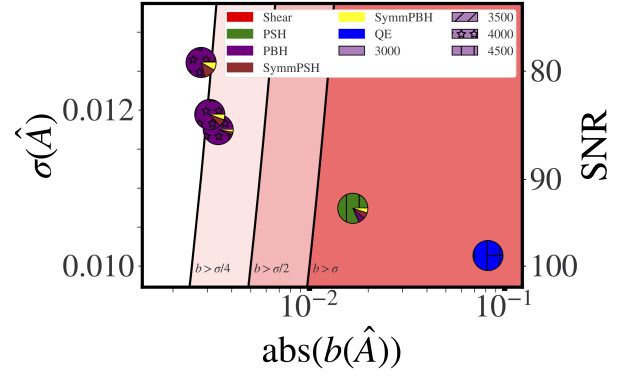 Shear
PSH
PBH
SymmPSH
SymmPBH
QE
3000
3500
4000
4500
0.012
0.010
σ(Â)
80
90
100
SNR
b > σ/4
b > σ/2
b > σ
10⁻²
10⁻¹
abs(b(Â))